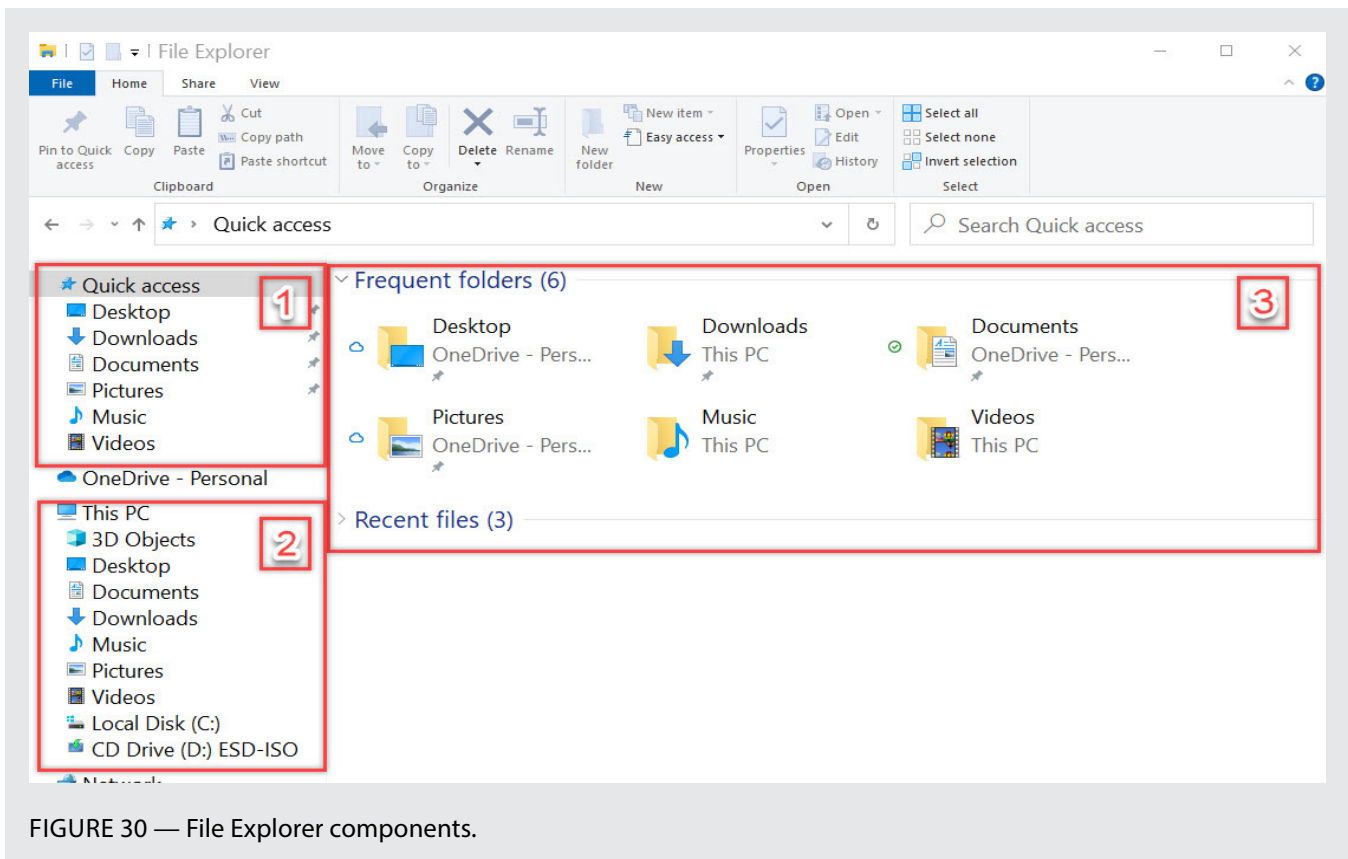 File Explorer
File Home Share View
Pin to Quick access
Copy
Paste
Cut
Copy path
Paste shortcut
Clipboard
Move to
Copy to
Delete
Rename
Organize
New folder
New item
Easy access
New
Properties
Open
Edit
History
Open
Select all
Select none
Invert selection
Select
Quick access
Search Quick access
Quick access
1
Desktop
Downloads
Documents
Pictures
Music
Videos
OneDrive - Personal
This PC
2
3D Objects
Desktop
Documents
Downloads
Music
Pictures
Videos
Local Disk (C:)
CD Drive (D:) ESD-ISO
Frequent folders (6)
3
Desktop
OneDrive - Pers...
Downloads
This PC
Documents
OneDrive - Pers...
Pictures
OneDrive - Pers...
Music
This PC
Videos
This PC
Recent files (3)
FIGURE 30 — File Explorer components.